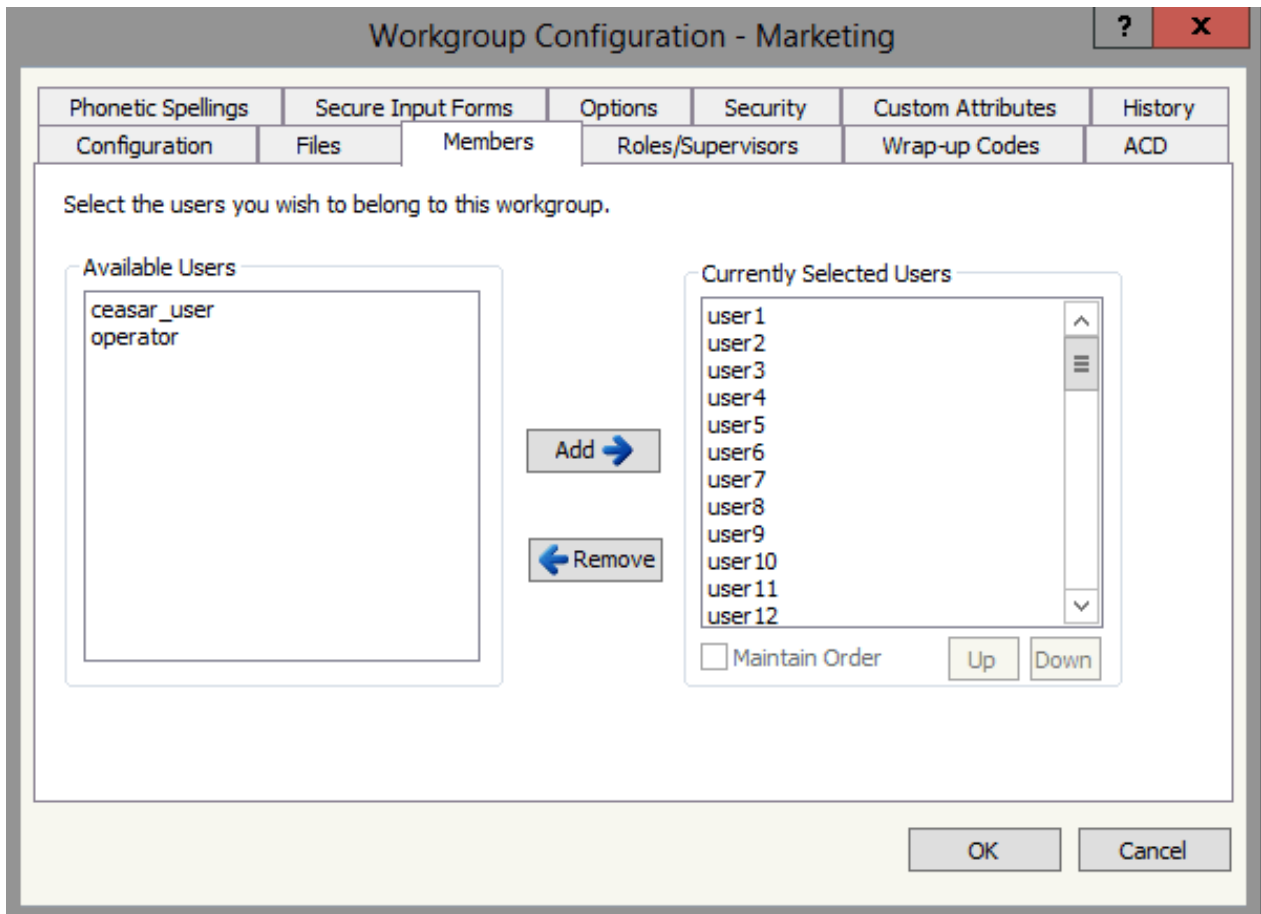 Workgroup Configuration - Marketing
? X
Phonetic Spellings Secure Input Forms Options Security Custom Attributes History
Configuration Files Members Roles/Supervisors Wrap-up Codes ACD
Select the users you wish to belong to this workgroup.
Available Users
ceasar_user
operator
Add
Remove
Currently Selected Users
user1
user2
user3
user4
user5
user6
user7
user8
user9
user10
user11
user12
Maintain Order Up Down
OK Cancel